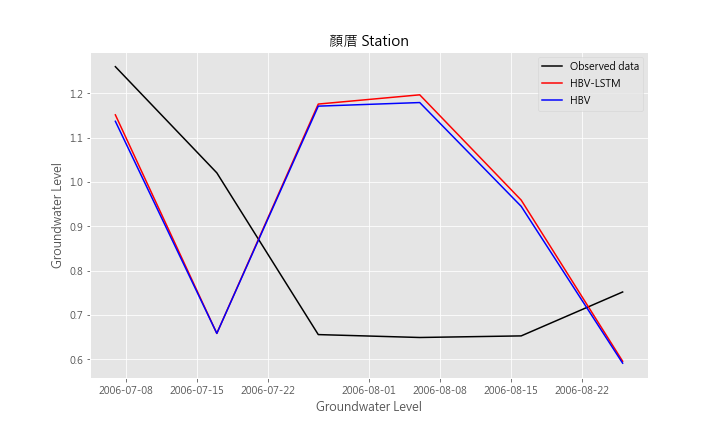 顏厝 Station
Observed data
HBV-LSTM
HBV
Groundwater Level
1.2
1.1
1.0
0.9
0.8
0.7
0.6
2006-07-08 2006-07-15 2006-07-22 2006-08-01 2006-08-08 2006-08-15 2006-08-22
Groundwater Level